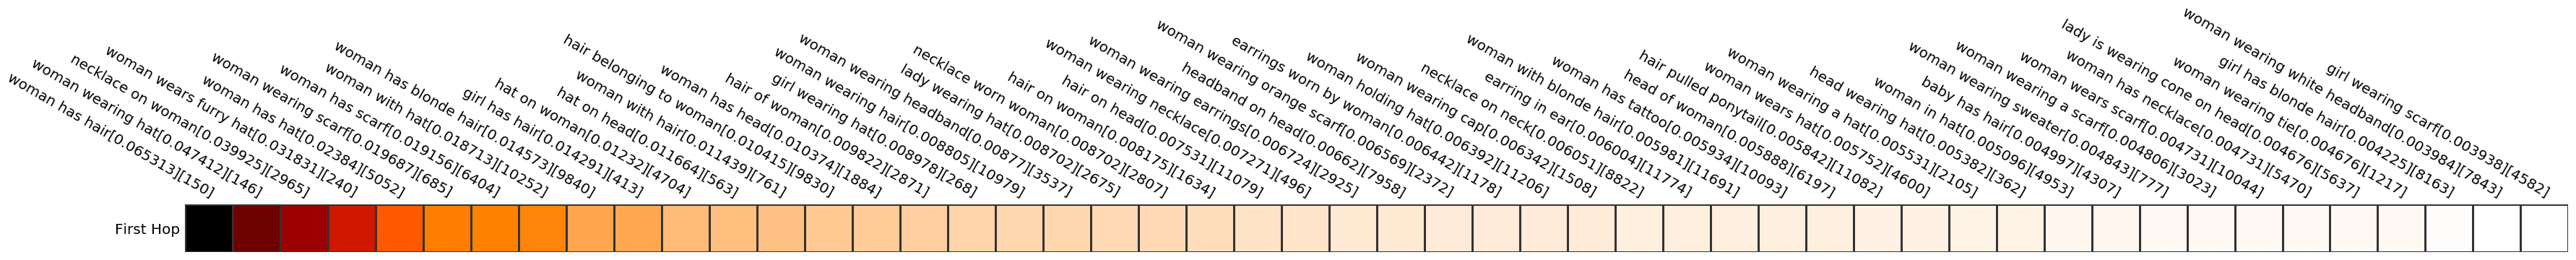 woman has hair[0.065313][150]
woman wearing hat[0.047412][146]
necklace on woman[0.039925][2965]
woman wears furry hat[0.031831][240]
woman has hat[0.02384][5052]
woman wearing scarf[0.019687][685]
woman has scarf[0.019156][6404]
woman with hat[0.018713][10252]
woman has blonde hair[0.014573][9840]
girl has hair[0.014291][413]
hat on woman[0.01232][4704]
hat on head[0.011664][563]
woman with hair[0.011439][761]
hair belonging to woman[0.010415][9830]
woman has head[0.010374][1884]
hair of woman[0.009822][2871]
girl wearing hat[0.008978][268]
woman wearing hair[0.008805][10979]
woman wearing headband[0.00877][3537]
lady wearing hat[0.008702][2675]
necklace worn woman[0.008702][2807]
hair on woman[0.008175][1634]
hair on head[0.007531][11079]
woman wearing necklace[0.007271][496]
woman wearing earrings[0.006724][2925]
headband on head[0.00662][7958]
woman wearing orange scarf[0.006569][2372]
earrings worn by woman[0.006442][1178]
woman holding hat[0.006392][11206]
woman wearing cap[0.006342][1508]
necklace on neck[0.006051][8822]
earring in ear[0.006004][11774]
woman with blonde hair[0.005981][11691]
woman has tattoo[0.005934][10093]
head of woman[0.005888][6197]
hair pulled ponytail[0.005842][11082]
woman wears hat[0.005752][4600]
woman wearing a hat[0.005531][2105]
head wearing hat[0.005382][362]
woman in hat[0.005096][4953]
baby has hair[0.004997][4307]
woman wearing sweater[0.004843][777]
woman wearing a scarf[0.004806][3023]
woman wears scarf[0.004731][10044]
woman has necklace[0.004731][5470]
lady is wearing cone on head[0.004676][5637]
woman wearing tie[0.004676][1217]
girl has blonde hair[0.004225][8163]
woman wearing white headband[0.003984][7843]
girl wearing scarf[0.003938][4582]
First Hop